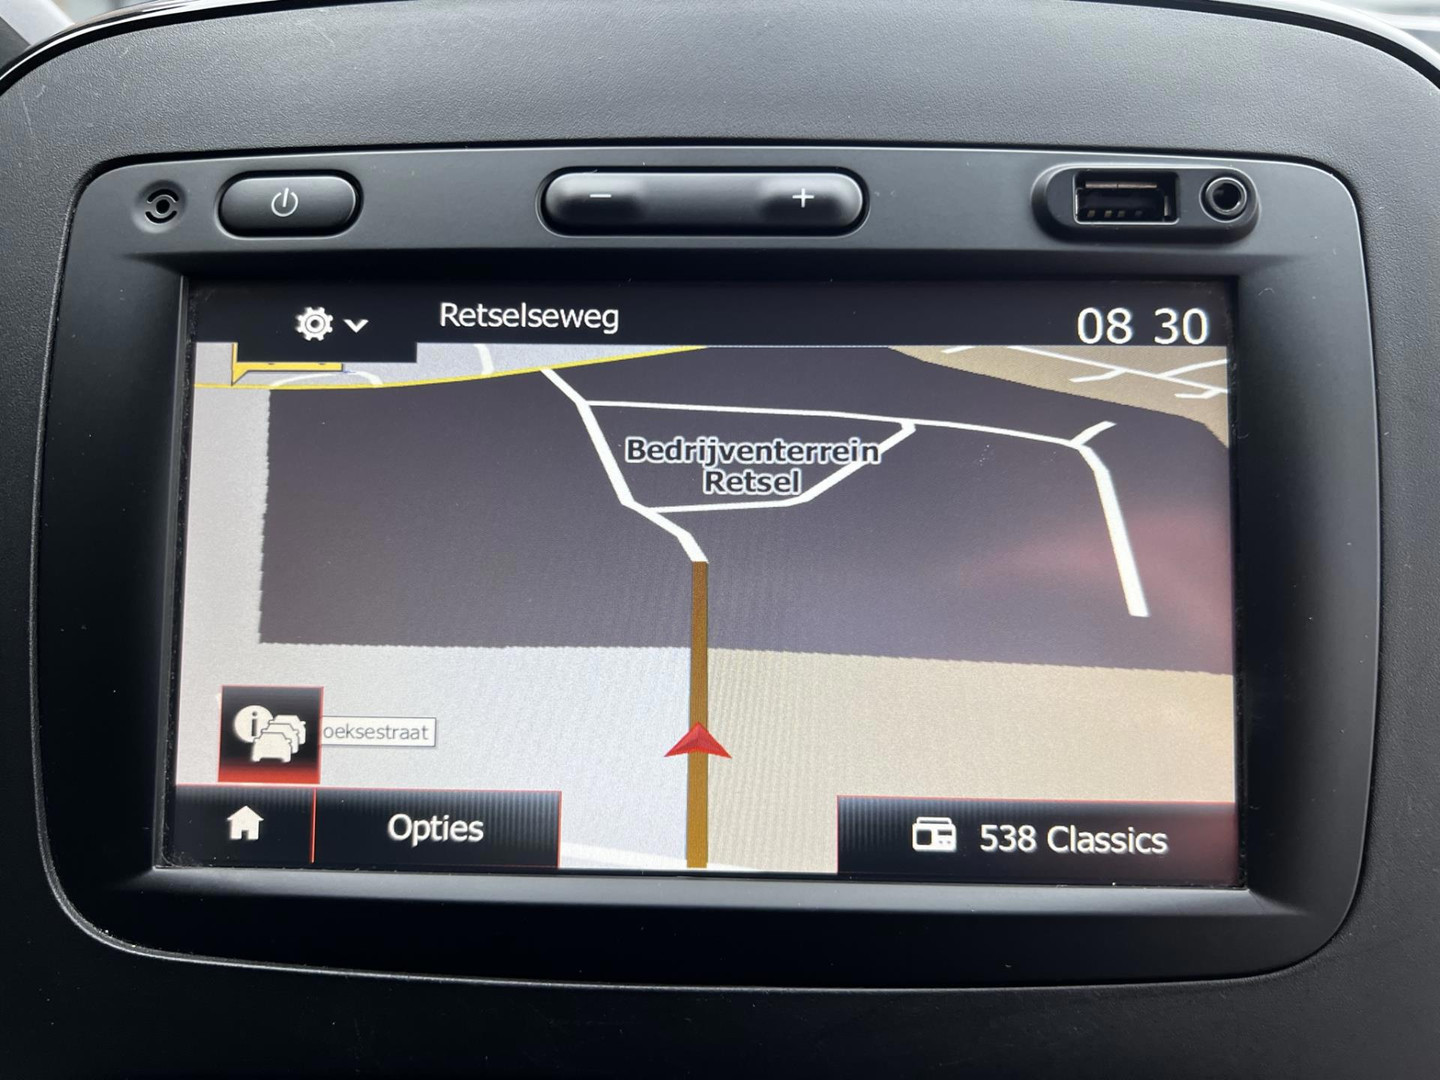 Retselseweg
08 30
Bedrijventerrein
Retsel
oeksestraat
Opties
538 Classics